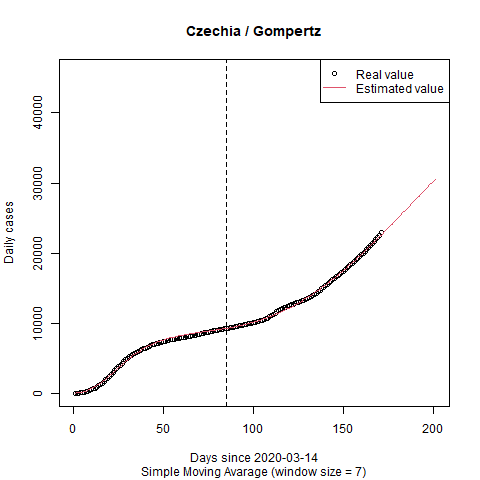 Czechia / Gompertz
Real value
Estimated value
Daily cases
40000
30000
20000
10000
0
0 50 100 150 200
Days since 2020-03-14
Simple Moving Avarage (window size = 7)